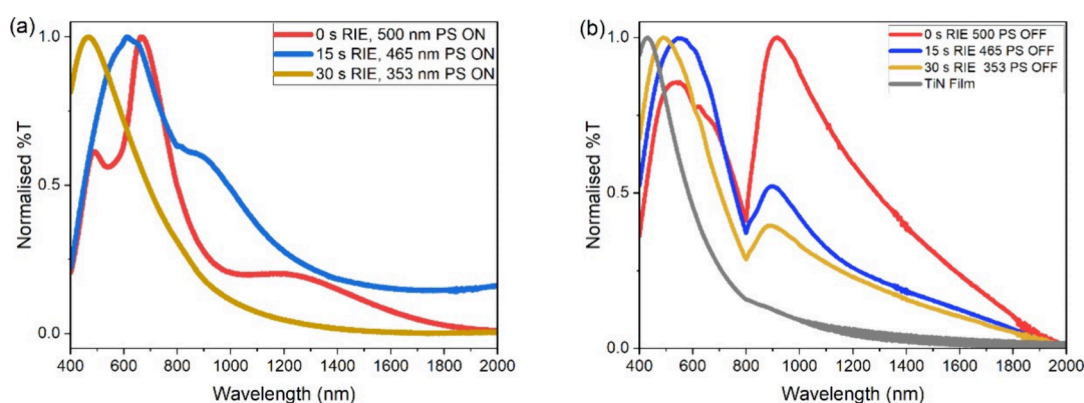 (a)
1.0
0.5
0.0
Normalised %T
0 s RIE, 500 nm PS ON
15 s RIE, 465 nm PS ON
30 s RIE, 353 nm PS ON
400 600 800 1000 1200 1400 1600 1800 2000
Wavelength (nm)
(b)
1.0
0.5
0.0
Normalised %T
0 s RIE 500 PS OFF
15 s RIE 465 PS OFF
30 s RIE 353 PS OFF
TiN Film
400 600 800 1000 1200 1400 1600 1800 2000
Wavelength (nm)